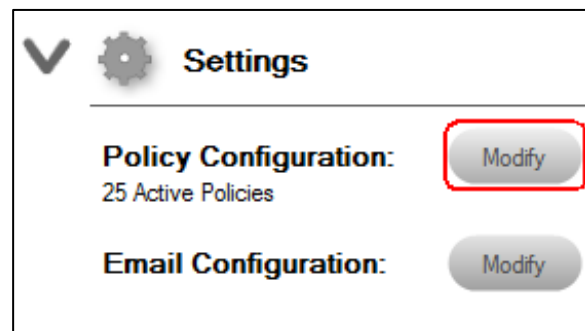 Settings
Policy Configuration: Modify
25 Active Policies
Email Configuration: Modify